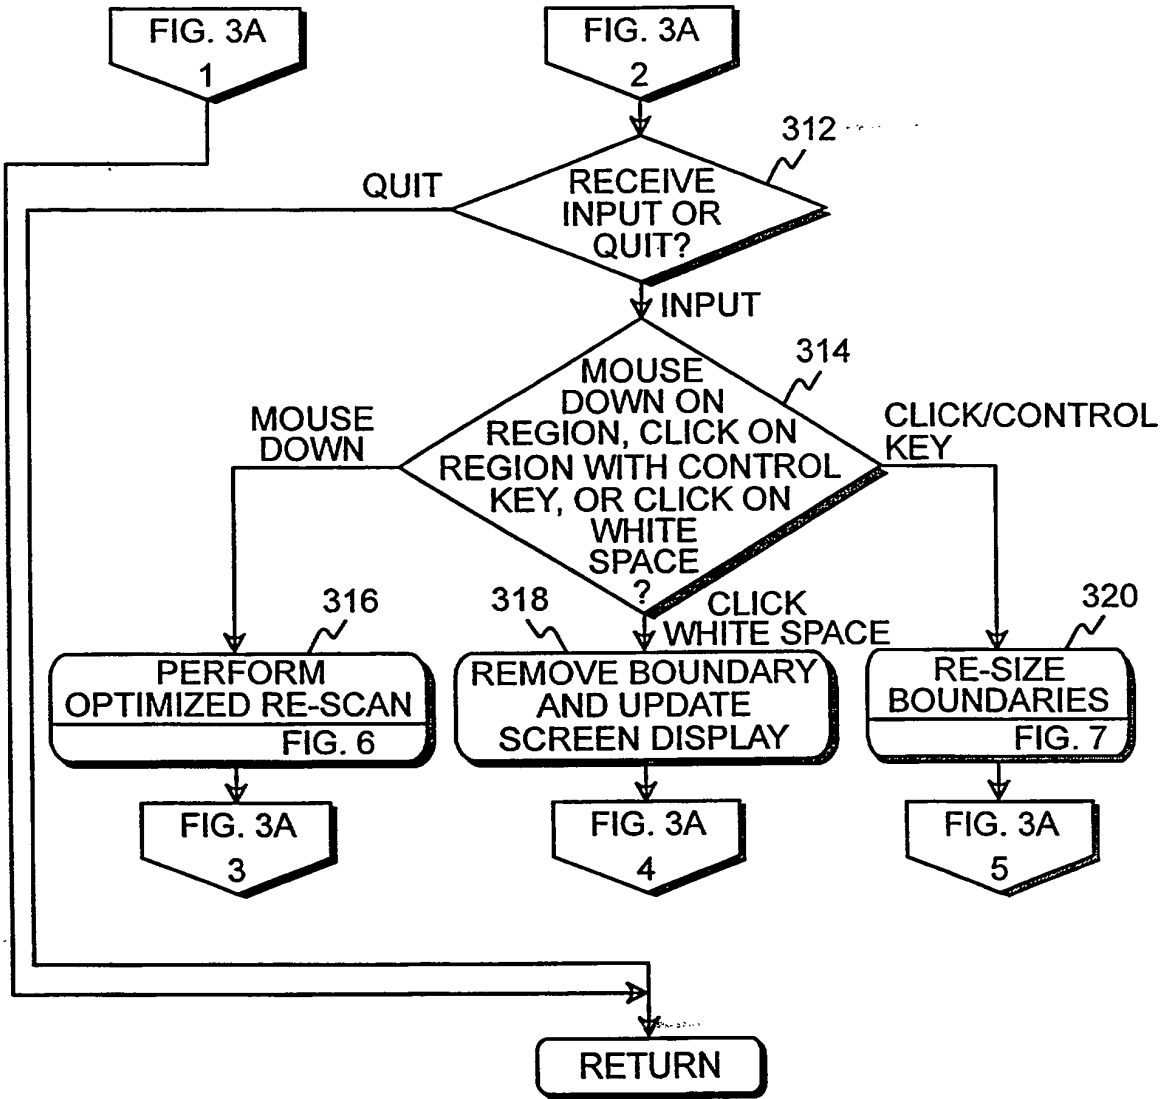 FIG. 3A
1
FIG. 3A
2
312
QUIT
RECEIVE
INPUT OR
QUIT?
INPUT
314
MOUSE
DOWN ON
REGION, CLICK ON
REGION WITH CONTROL
KEY, OR CLICK ON
WHITE
SPACE
?
MOUSE
DOWN
CLICK/CONTROL
KEY
CLICK
WHITE SPACE
316
PERFORM
OPTIMIZED RE-SCAN
FIG. 6
318
REMOVE BOUNDARY
AND UPDATE
SCREEN DISPLAY
320
RE-SIZE
BOUNDARIES
FIG. 7
FIG. 3A
3
FIG. 3A
4
FIG. 3A
5
RETURN